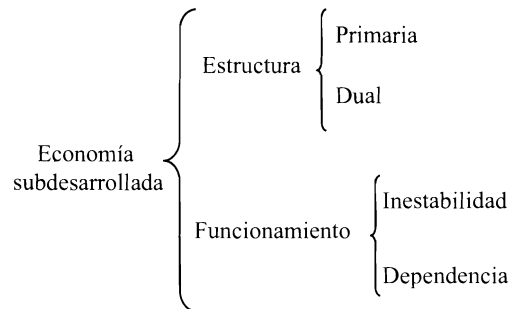 Primaria
Estructura
Dual
Economía
subdesarrollada
Inestabilidad
Funcionamiento
Dependencia